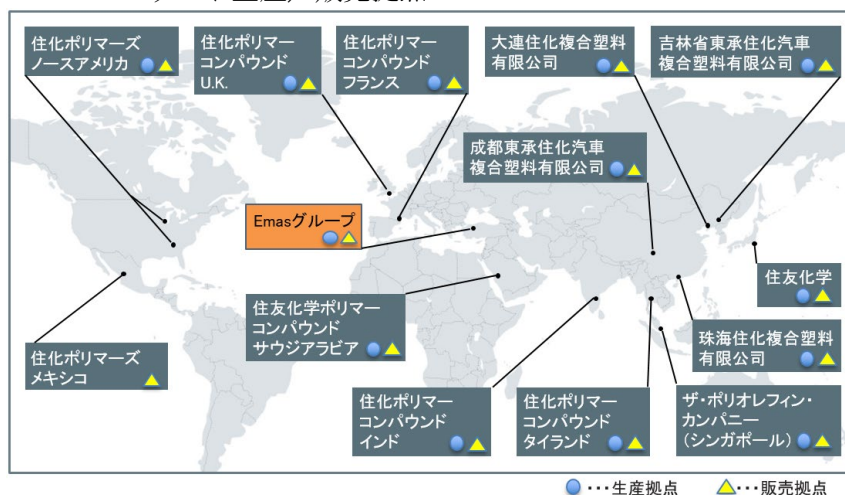 住化ポリマーズ
ノースアメリカ
住化ポリマー
コンパウンド
U.K.
住化ポリマー
コンパウンド
フランス
大連住化複合塑料
有限公司
吉林省東承住化汽車
複合塑料有限公司
成都東承住化汽車
複合塑料有限公司
Emasグループ
住友化学
住友化学ポリマー
コンパウンド
サウジアラビア
珠海住化複合塑料
有限公司
住化ポリマーズ
メキシコ
住化ポリマー
コンパウンド
インド
住化ポリマー
コンパウンド
タイランド
ザ・ポリオレフィン・
カンパニー
(シンガポール)
・・・生産拠点 ・・・販売拠点